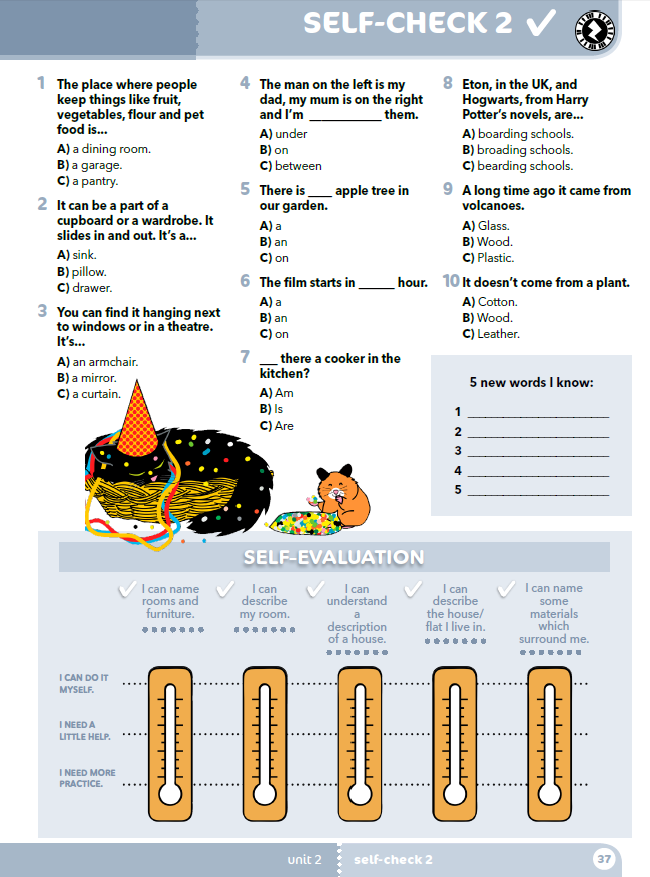 SELF-CHECK 2
1 The place where people
keep things like fruit,
vegetables, flour and pet
food is...
A) a dining room.
B) a garage.
C) a pantry.
2 It can be a part of a
cupboard or a wardrobe. It
slides in and out. It's a...
A) sink.
B) pillow.
C) drawer.
3 You can find it hanging next
to windows or in a theatre.
It's...
A) an armchair.
B) a mirror.
C) a curtain.
4 The man on the left is my
dad, my mum is on the right
and I'm ___________ them.
A) under
B) on
C) between
5 There is ____ apple tree in
our garden.
A) a
B) an
C) on
6 The film starts in ______ hour.
A) a
B) an
C) on
7 ___ there a cooker in the
kitchen?
A) Am
B) Is
C) Are
8 Eton, in the UK, and
Hogwarts, from Harry
Potter's novels, are...
A) boarding schools.
B) broading schools.
C) bearding schools.
9 A long time ago it came from
volcanoes.
A) Glass.
B) Wood.
C) Plastic.
10 It doesn't come from a plant.
A) Cotton.
B) Wood.
C) Leather.
5 new words I know:
1 ______________________
2 ______________________
3 ______________________
4 ______________________
5 ______________________
SELF-EVALUATION
I can name
rooms and
furniture.
I can
describe
my room.
I can
understand
a
description
of a house.
I can
describe
the house/
flat I live in.
I can name
some
materials
which
surround me.
I CAN DO IT
MYSELF.
I NEED A
LITTLE HELP.
I NEED MORE
PRACTICE.
unit 2 self-check 2 37